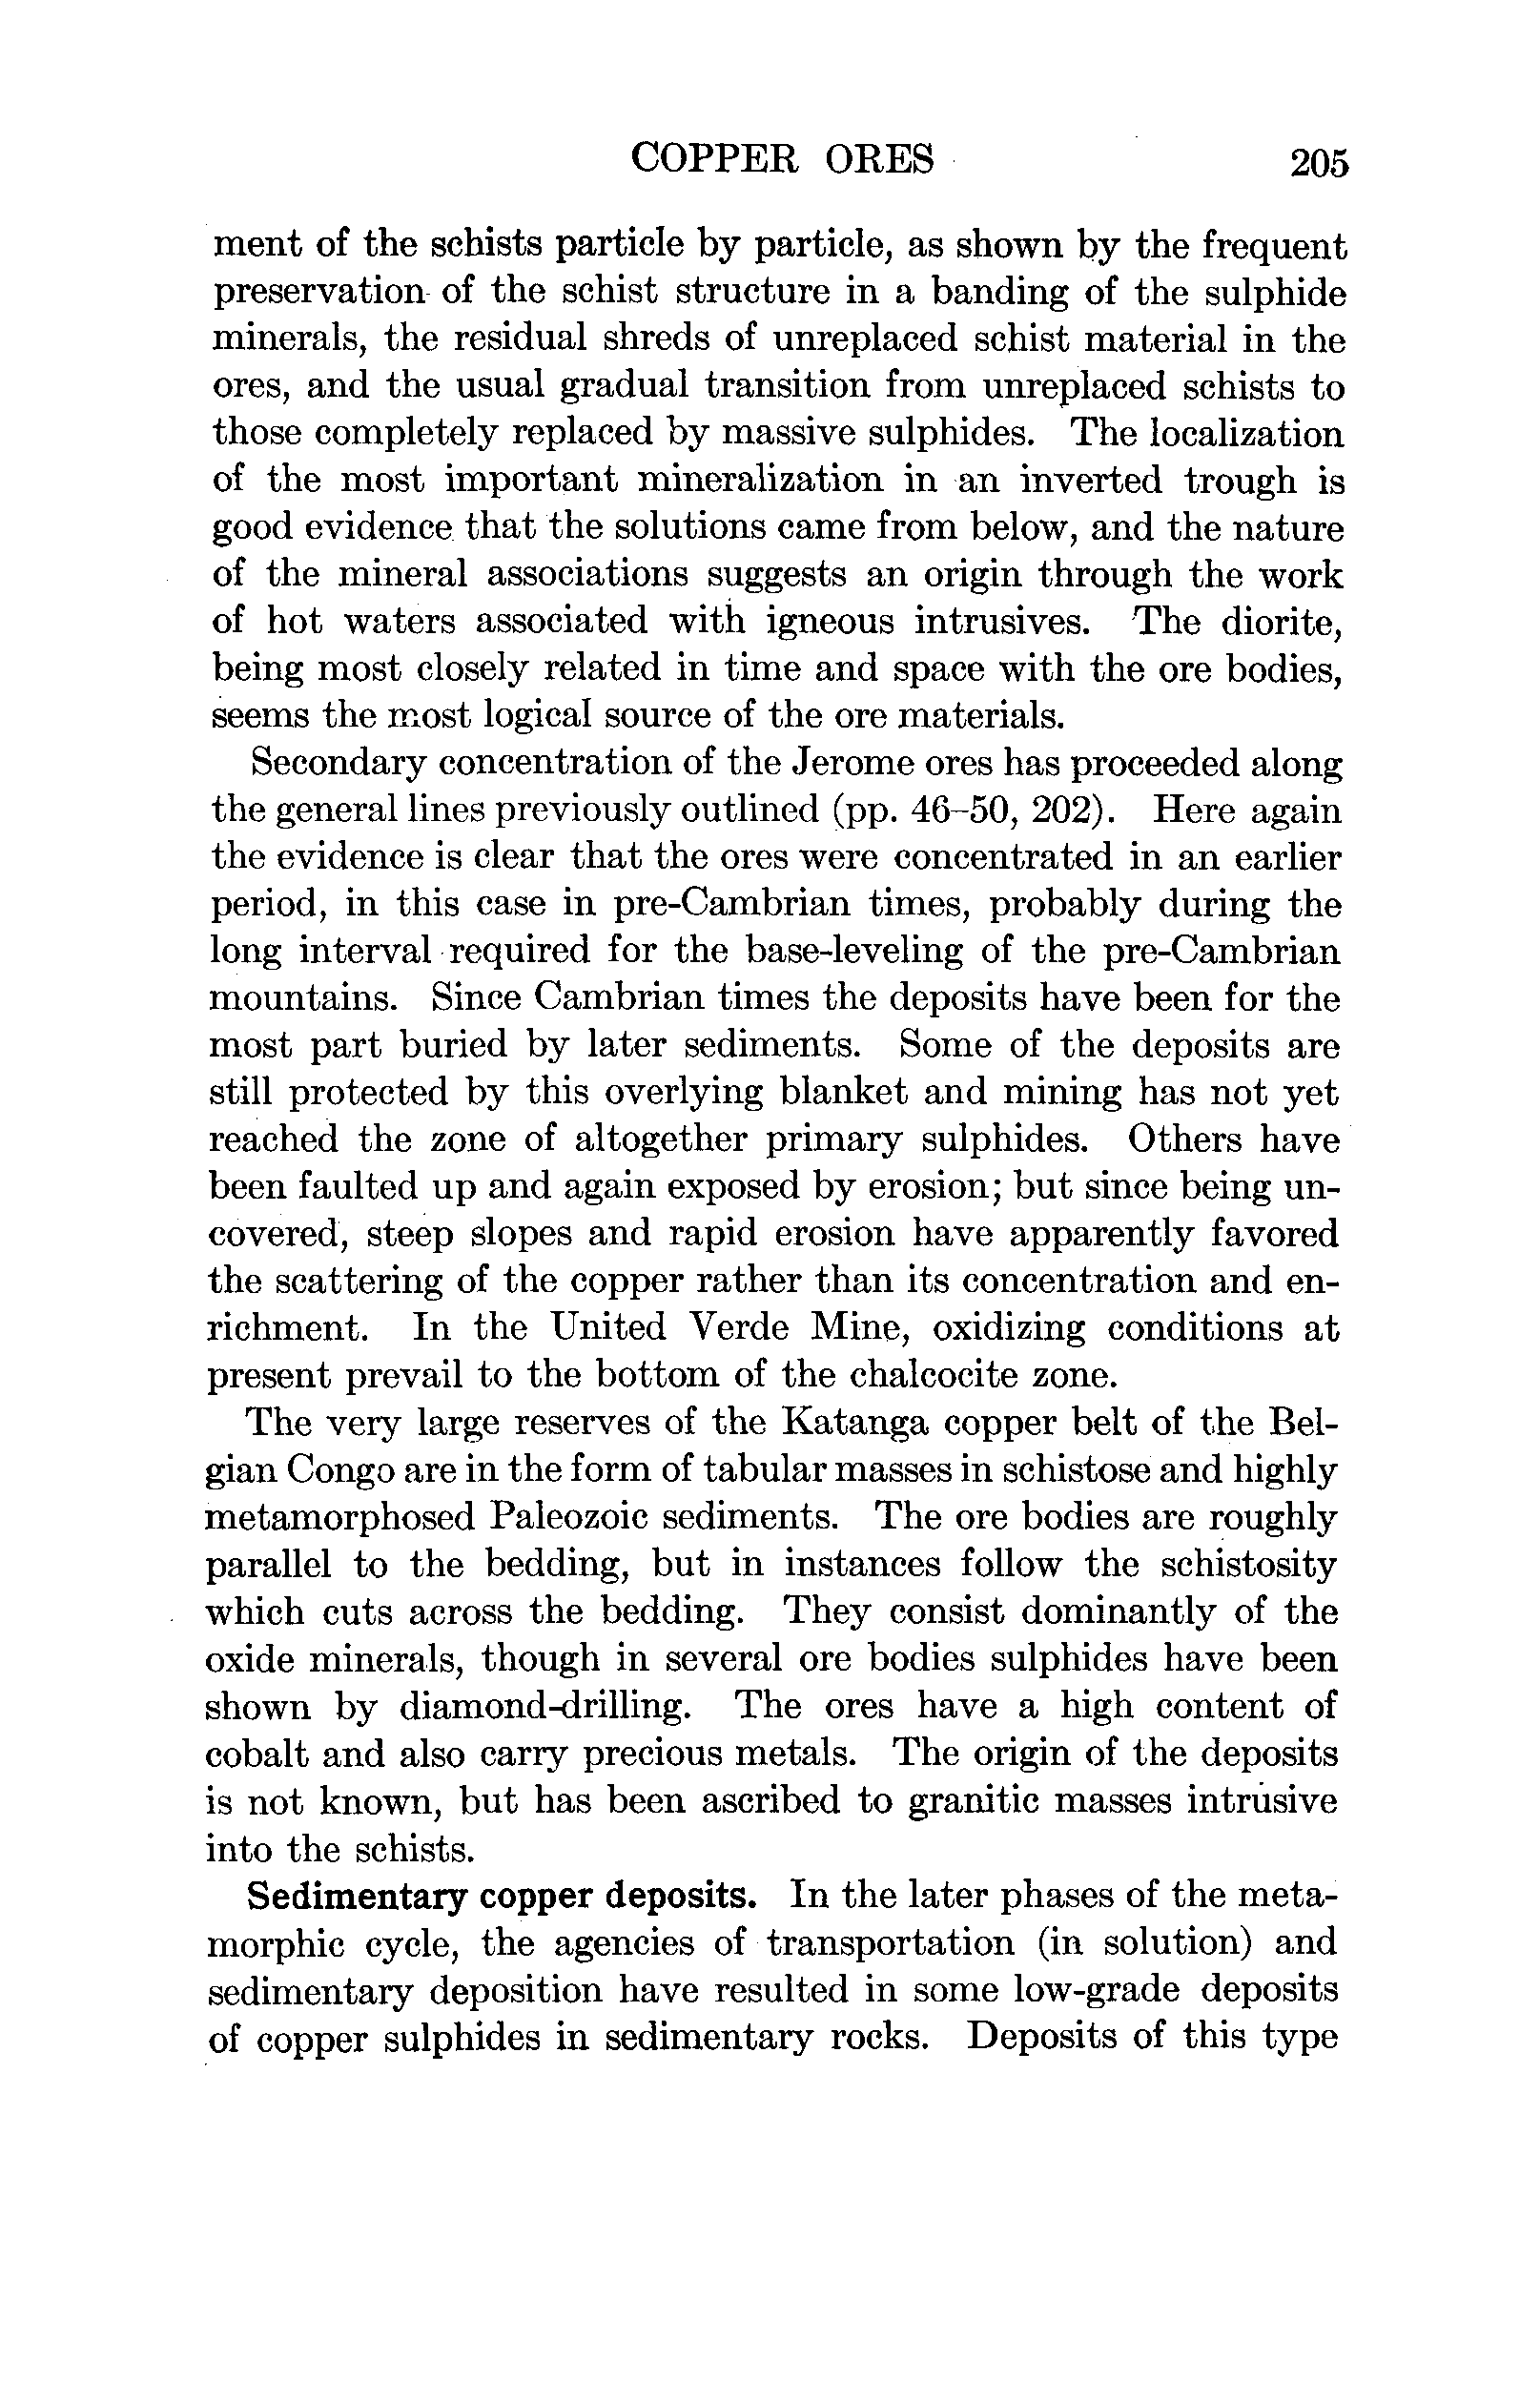 COPPER ORES 205
ment of the schists particle by particle, as shown by the frequent
preservation of the schist structure in a banding of the sulphide
minerals, the residual shreds of unreplaced schist material in the
ores, and the usual gradual transition from unreplaced schists to
those completely replaced by massive sulphides. The localization
of the most important mineralization in an inverted trough is
good evidence that the solutions came from below, and the nature
of the mineral associations suggests an origin through the work
of hot waters associated with igneous intrusives. The diorite,
being most closely related in time and space with the ore bodies,
seems the most logical source of the ore materials.
Secondary concentration of the Jerome ores has proceeded along
the general lines previously outlined (pp. 46–50, 202). Here again
the evidence is clear that the ores were concentrated in an earlier
period, in this case in pre-Cambrian times, probably during the
long interval required for the base-leveling of the pre-Cambrian
mountains. Since Cambrian times the deposits have been for the
most part buried by later sediments. Some of the deposits are
still protected by this overlying blanket and mining has not yet
reached the zone of altogether primary sulphides. Others have
been faulted up and again exposed by erosion; but since being un-
covered, steep slopes and rapid erosion have apparently favored
the scattering of the copper rather than its concentration and en-
richment. In the United Verde Mine, oxidizing conditions at
present prevail to the bottom of the chalcocite zone.
The very large reserves of the Katanga copper belt of the Bel-
gian Congo are in the form of tabular masses in schistose and highly
metamorphosed Paleozoic sediments. The ore bodies are roughly
parallel to the bedding, but in instances follow the schistosity
which cuts across the bedding. They consist dominantly of the
oxide minerals, though in several ore bodies sulphides have been
shown by diamond-drilling. The ores have a high content of
cobalt and also carry precious metals. The origin of the deposits
is not known, but has been ascribed to granitic masses intrusive
into the schists.
Sedimentary copper deposits. In the later phases of the meta-
morphic cycle, the agencies of transportation (in solution) and
sedimentary deposition have resulted in some low-grade deposits
of copper sulphides in sedimentary rocks. Deposits of this type